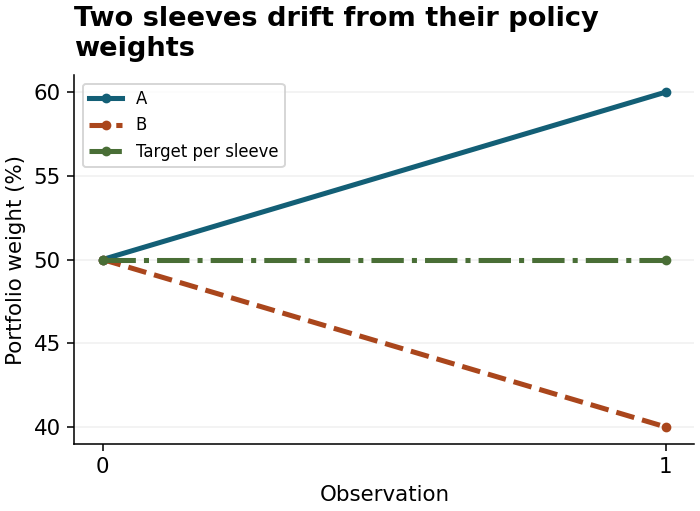 Two sleeves drift from their policy
weights
Portfolio weight (%)
60
55
50
45
40
A
B
Target per sleeve
0
1
Observation